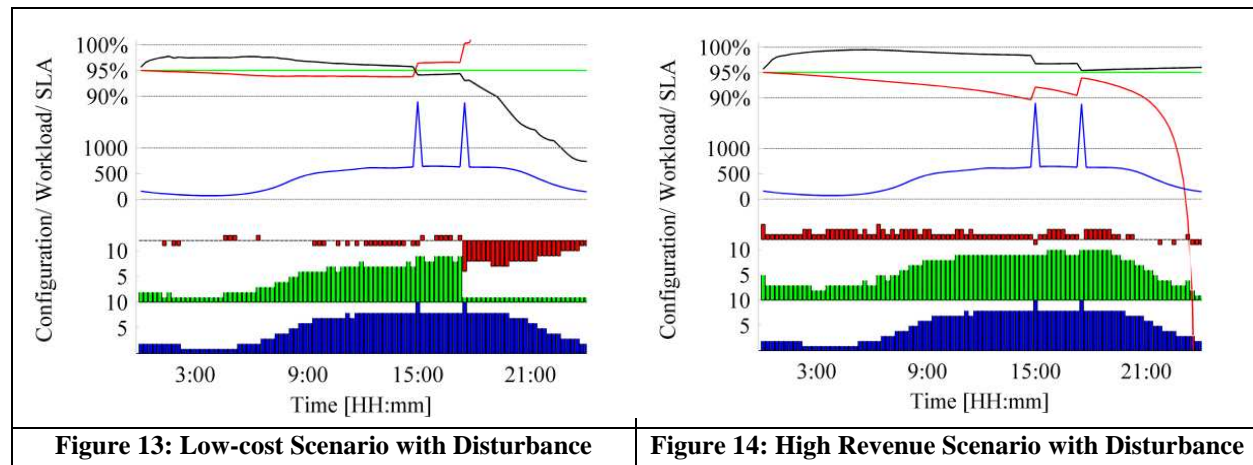 Configuration/ Workload/ SLA
100%
95%
90%
1000
500
0
10
5
10
5
3:00 9:00 15:00 21:00
Time [HH:mm]
Figure 13: Low-cost Scenario with Disturbance
Configuration/ Workload/ SLA
100%
95%
90%
1000
500
0
10
5
10
5
3:00 9:00 15:00 21:00
Time [HH:mm]
Figure 14: High Revenue Scenario with Disturbance